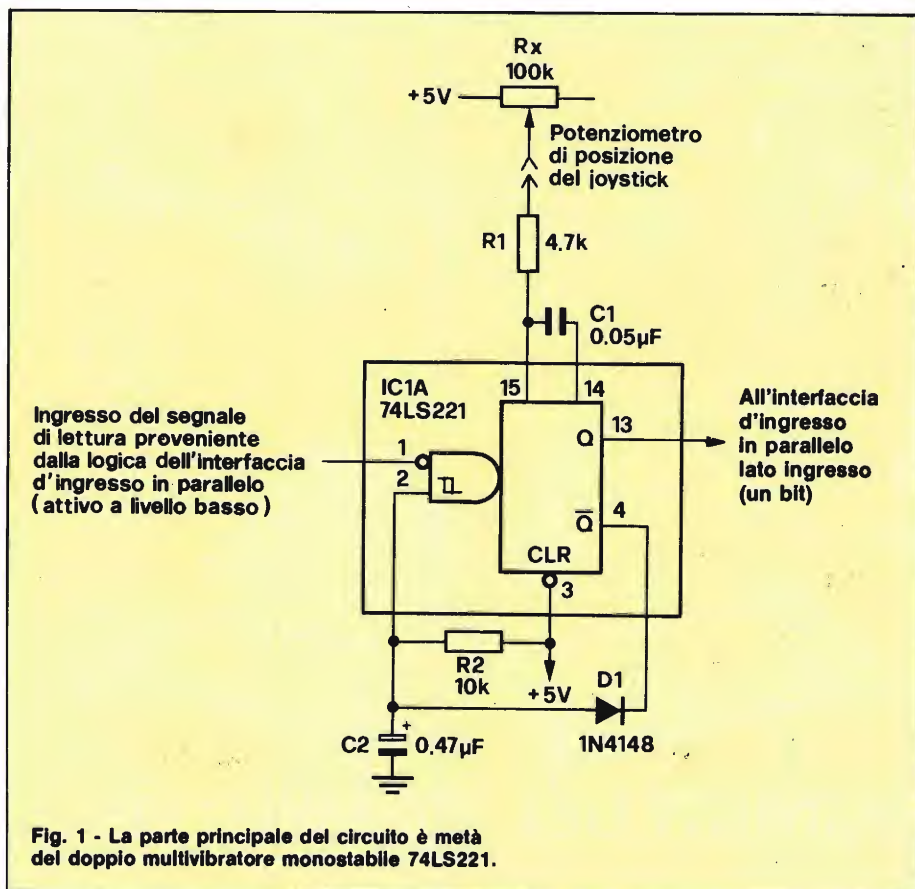 Rx
100k
+5V
Potenziometro
di posizione
del joystick
R1
4.7k
C1
0.05µF
IC1A
74LS221
15
14
Ingresso del segnale
di lettura proveniente
dalla logica dell'interfaccia
d'ingresso in parallelo
(attivo a livello basso)
1
2
Q
13
All'interfaccia
d'ingresso
in parallelo
lato ingresso
(un bit)
Q̅
4
CLR
3
R2
10k
+5V
D1
1N4148
C2
+
0.47µF
Fig. 1 - La parte principale del circuito è metà
del doppio multivibratore monostabile 74LS221.